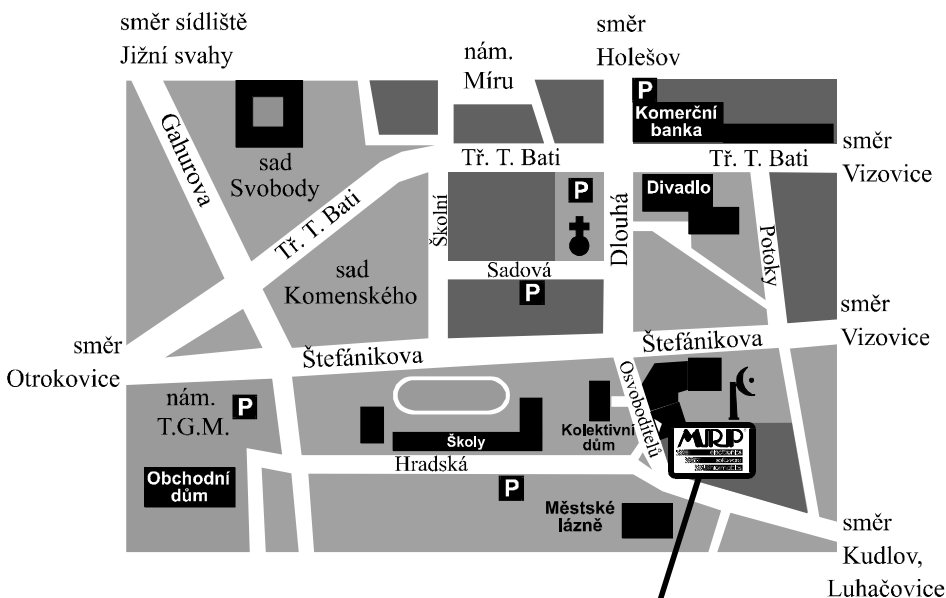 směr sídliště
Jižní svahy
směr
Holešov
nám.
Míru
P
Komerční
banka
Gahurova
sad
Svobody
Tř. T. Bati
Tř. T. Bati
směr
Vizovice
Tř. T. Bati
Školní
P
Dlouhá
Divadlo
Potoky
sad
Komenského
Sadová
P
směr
Vizovice
směr
Otrokovice
Štefánikova
Štefánikova
nám.
T.G.M.
P
Osvoboditelů
Kolektivní
dům
Školy
MRP
Hradská
Obchodní
dům
P
Městské
lázně
směr
Kudlov,
Luhačovice